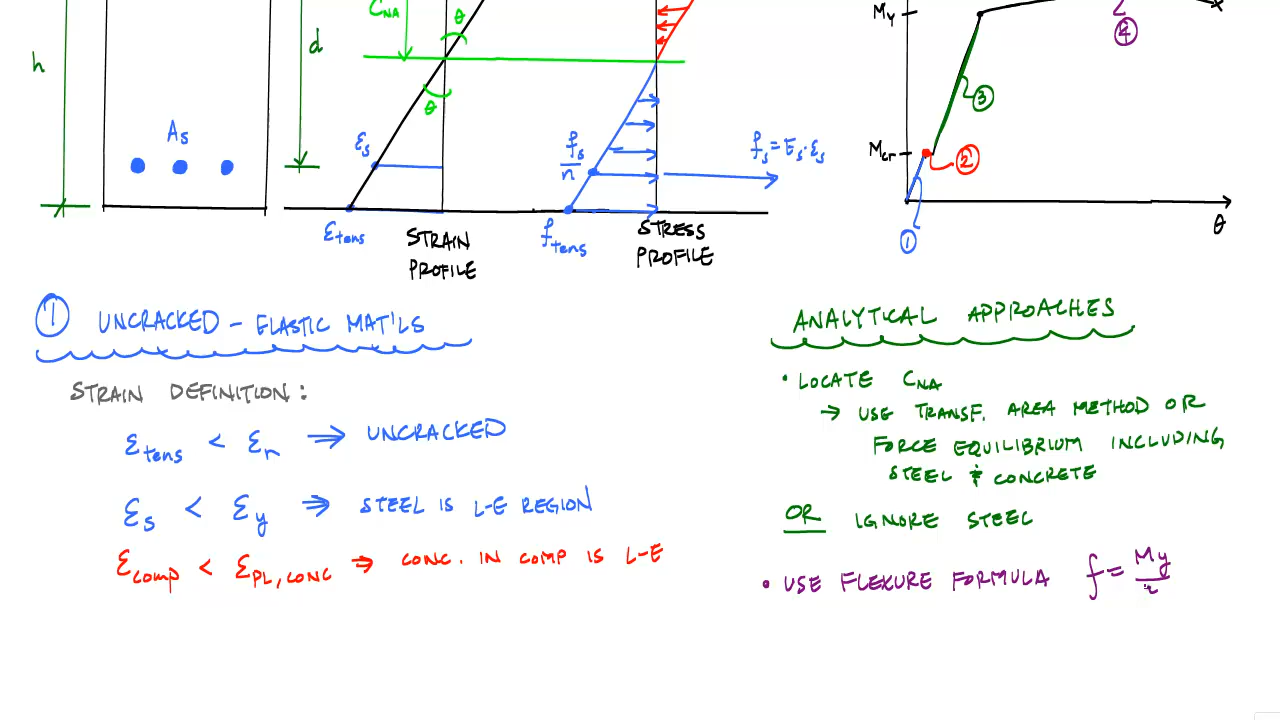 C_NA
θ
θ
h
d
A_s
ε_s
ε_tens
STRAIN
PROFILE
f_s/n
f_tens
STRESS
PROFILE
f_s = E_s · ε_s
M_y
M_cr
④
③
②
①
θ
① UNCRACKED - ELASTIC MAT'LS
STRAIN DEFINITION:
ε_tens < ε_r ⇒ UNCRACKED
ε_s < ε_y ⇒ STEEL IS L-E REGION
ε_comp < ε_PL,CONC → CONC. IN COMP IS L-E
ANALYTICAL APPROACHES
• LOCATE C_NA
→ USE TRANSF. AREA METHOD OR
FORCE EQUILIBRIUM INCLUDING
STEEL & CONCRETE
OR IGNORE STEEL
• USE FLEXURE FORMULA f = My